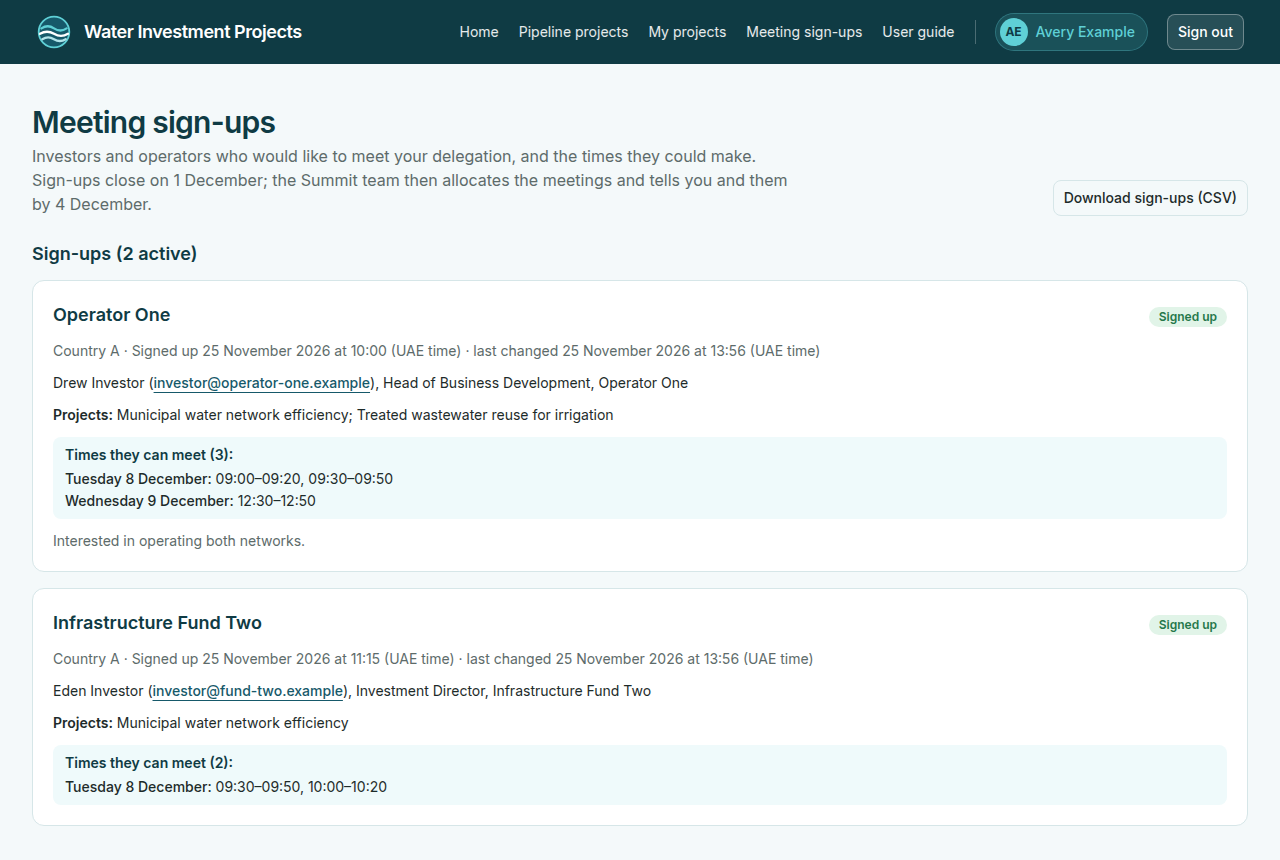 Water Investment Projects
Home
Pipeline projects
My projects
Meeting sign-ups
User guide
AE
Avery Example
Sign out
Meeting sign-ups
Investors and operators who would like to meet your delegation, and the times they could make.
Sign-ups close on 1 December; the Summit team then allocates the meetings and tells you and them
by 4 December.
Download sign-ups (CSV)
Sign-ups (2 active)
Operator One
Signed up
Country A · Signed up 25 November 2026 at 10:00 (UAE time) · last changed 25 November 2026 at 13:56 (UAE time)
Drew Investor (investor@operator-one.example), Head of Business Development, Operator One
Projects: Municipal water network efficiency; Treated wastewater reuse for irrigation
Times they can meet (3):
Tuesday 8 December: 09:00–09:20, 09:30–09:50
Wednesday 9 December: 12:30–12:50
Interested in operating both networks.
Infrastructure Fund Two
Signed up
Country A · Signed up 25 November 2026 at 11:15 (UAE time) · last changed 25 November 2026 at 13:56 (UAE time)
Eden Investor (investor@fund-two.example), Investment Director, Infrastructure Fund Two
Projects: Municipal water network efficiency
Times they can meet (2):
Tuesday 8 December: 09:30–09:50, 10:00–10:20